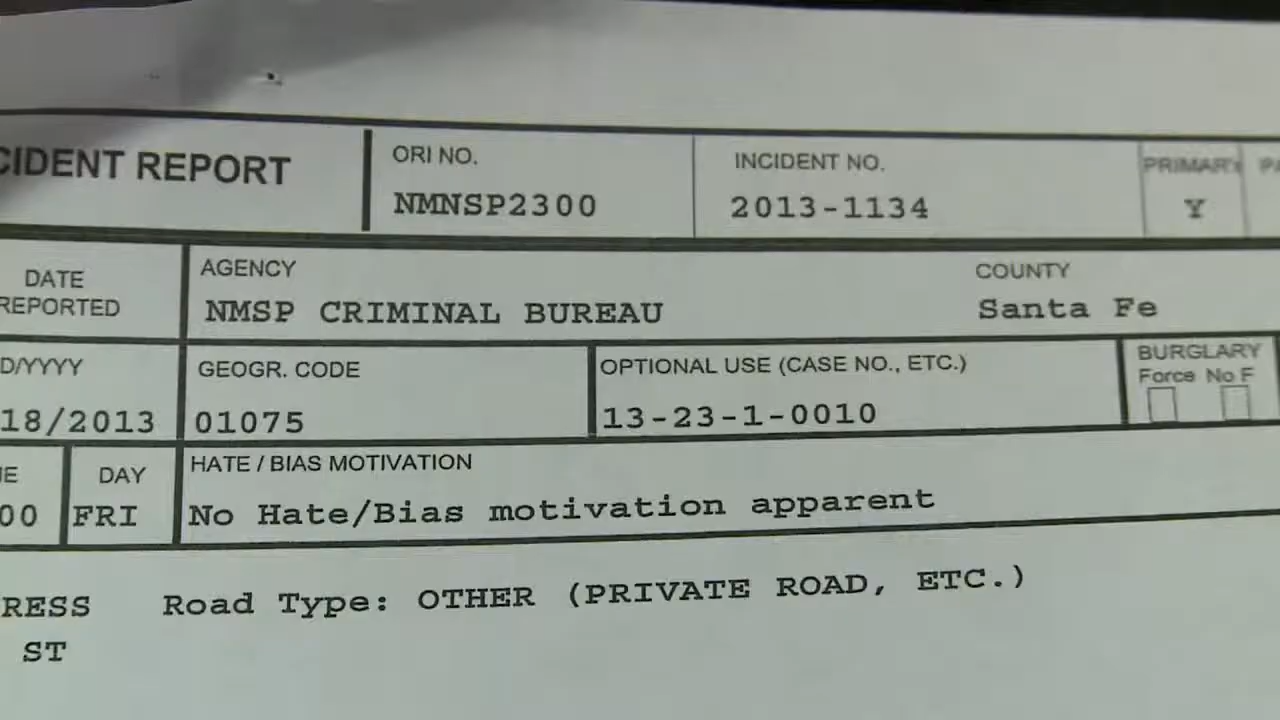 CIDENT REPORT ORI NO. INCIDENT NO. PRIMARY PA
NMNSP2300 2013-1134 Y
DATE REPORTED AGENCY COUNTY
NMSP CRIMINAL BUREAU Santa Fe
D/YYYY GEOGR. CODE OPTIONAL USE (CASE NO., ETC.) BURGLARY
Force No F
18/2013 01075 13-23-1-0010
E DAY HATE / BIAS MOTIVATION
00 FRI No Hate/Bias motivation apparent
RESS Road Type: OTHER (PRIVATE ROAD, ETC.)
ST